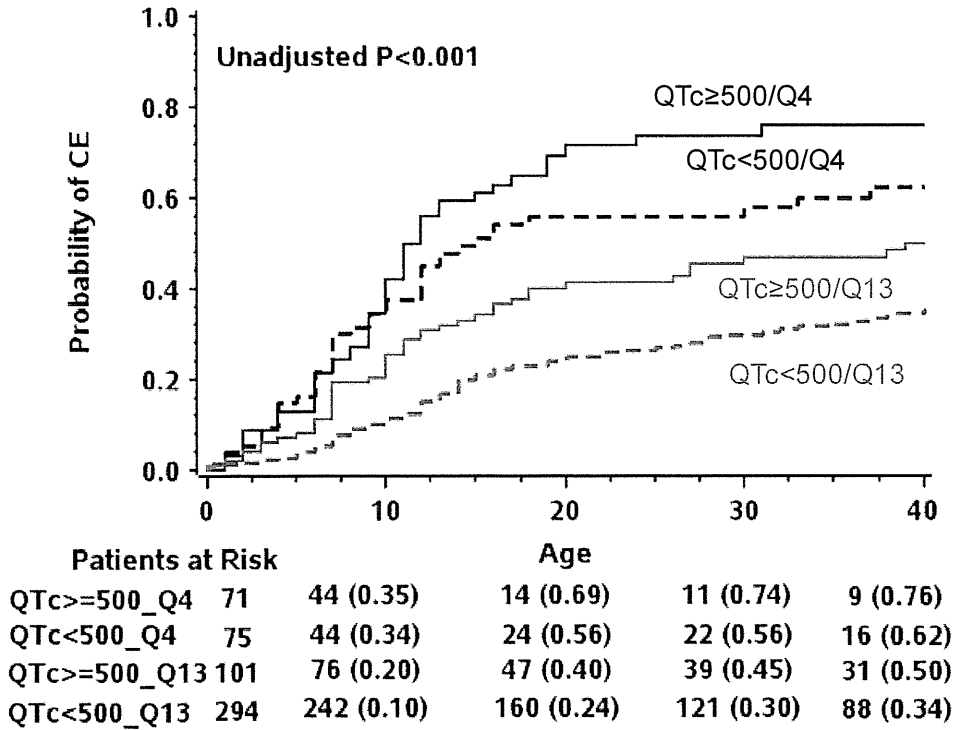 1.0
Unadjusted P<0.001
QTc≥500/Q4
0.8
QTc<500/Q4
0.6
Probability of CE
0.4
QTc≥500/Q13
QTc<500/Q13
0.2
0.0
0 10 20 30 40
Patients at Risk Age
QTc>=500_Q4 71 44 (0.35) 14 (0.69) 11 (0.74) 9 (0.76)
QTc<500_Q4 75 44 (0.34) 24 (0.56) 22 (0.56) 16 (0.62)
QTc>=500_Q13 101 76 (0.20) 47 (0.40) 39 (0.45) 31 (0.50)
QTc<500_Q13 294 242 (0.10) 160 (0.24) 121 (0.30) 88 (0.34)